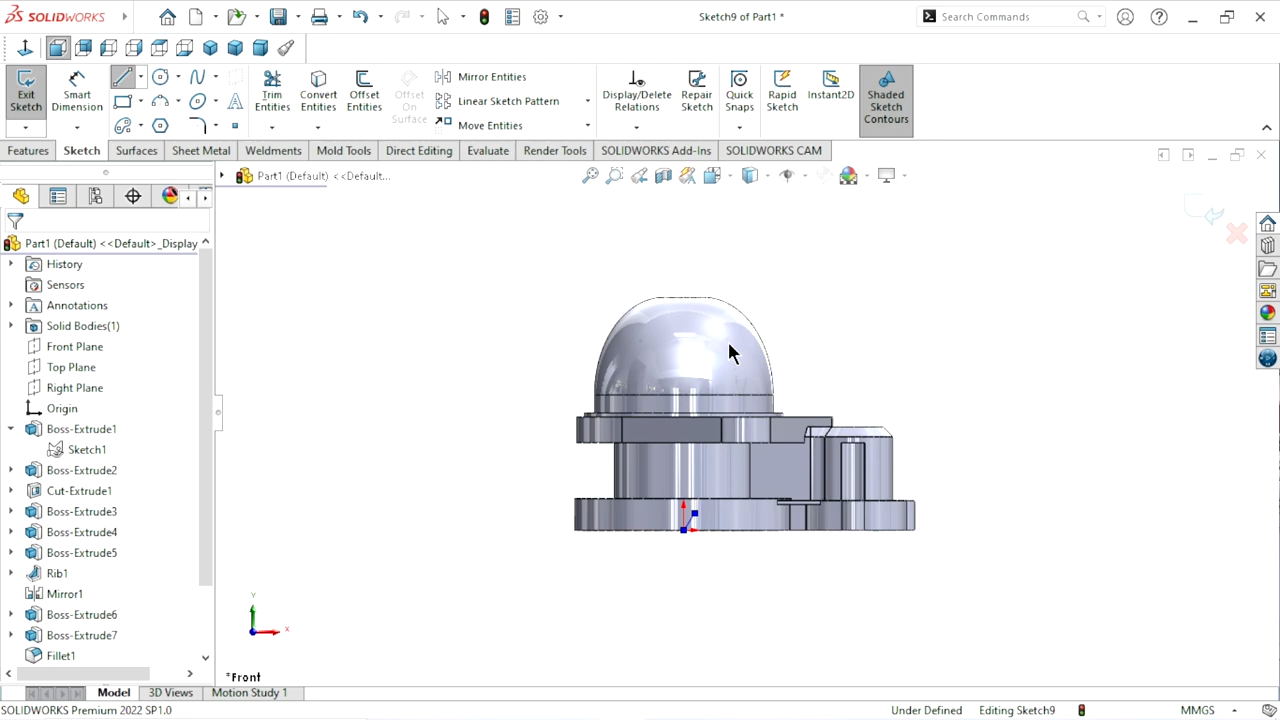 SOLIDWORKS
Sketch9 of Part1 *
Search Commands
Exit Sketch
Smart Dimension
Trim Entities
Convert Entities
Offset Entities
Offset On Surface
Mirror Entities
Linear Sketch Pattern
Move Entities
Display/Delete Relations
Repair Sketch
Quick Snaps
Rapid Sketch
Instant2D
Shaded Sketch Contours
Features
Sketch
Surfaces
Sheet Metal
Weldments
Mold Tools
Direct Editing
Evaluate
Render Tools
SOLIDWORKS Add-Ins
SOLIDWORKS CAM
Part1 (Default) <<Default...
Part1 (Default) <<Default>_Display
History
Sensors
Annotations
Solid Bodies(1)
Front Plane
Top Plane
Right Plane
Origin
Boss-Extrude1
Sketch1
Boss-Extrude2
Cut-Extrude1
Boss-Extrude3
Boss-Extrude4
Boss-Extrude5
Rib1
Mirror1
Boss-Extrude6
Boss-Extrude7
Fillet1
Y
X
*Front
Model
3D Views
Motion Study 1
SOLIDWORKS Premium 2022 SP1.0
Under Defined
Editing Sketch9
MMGS